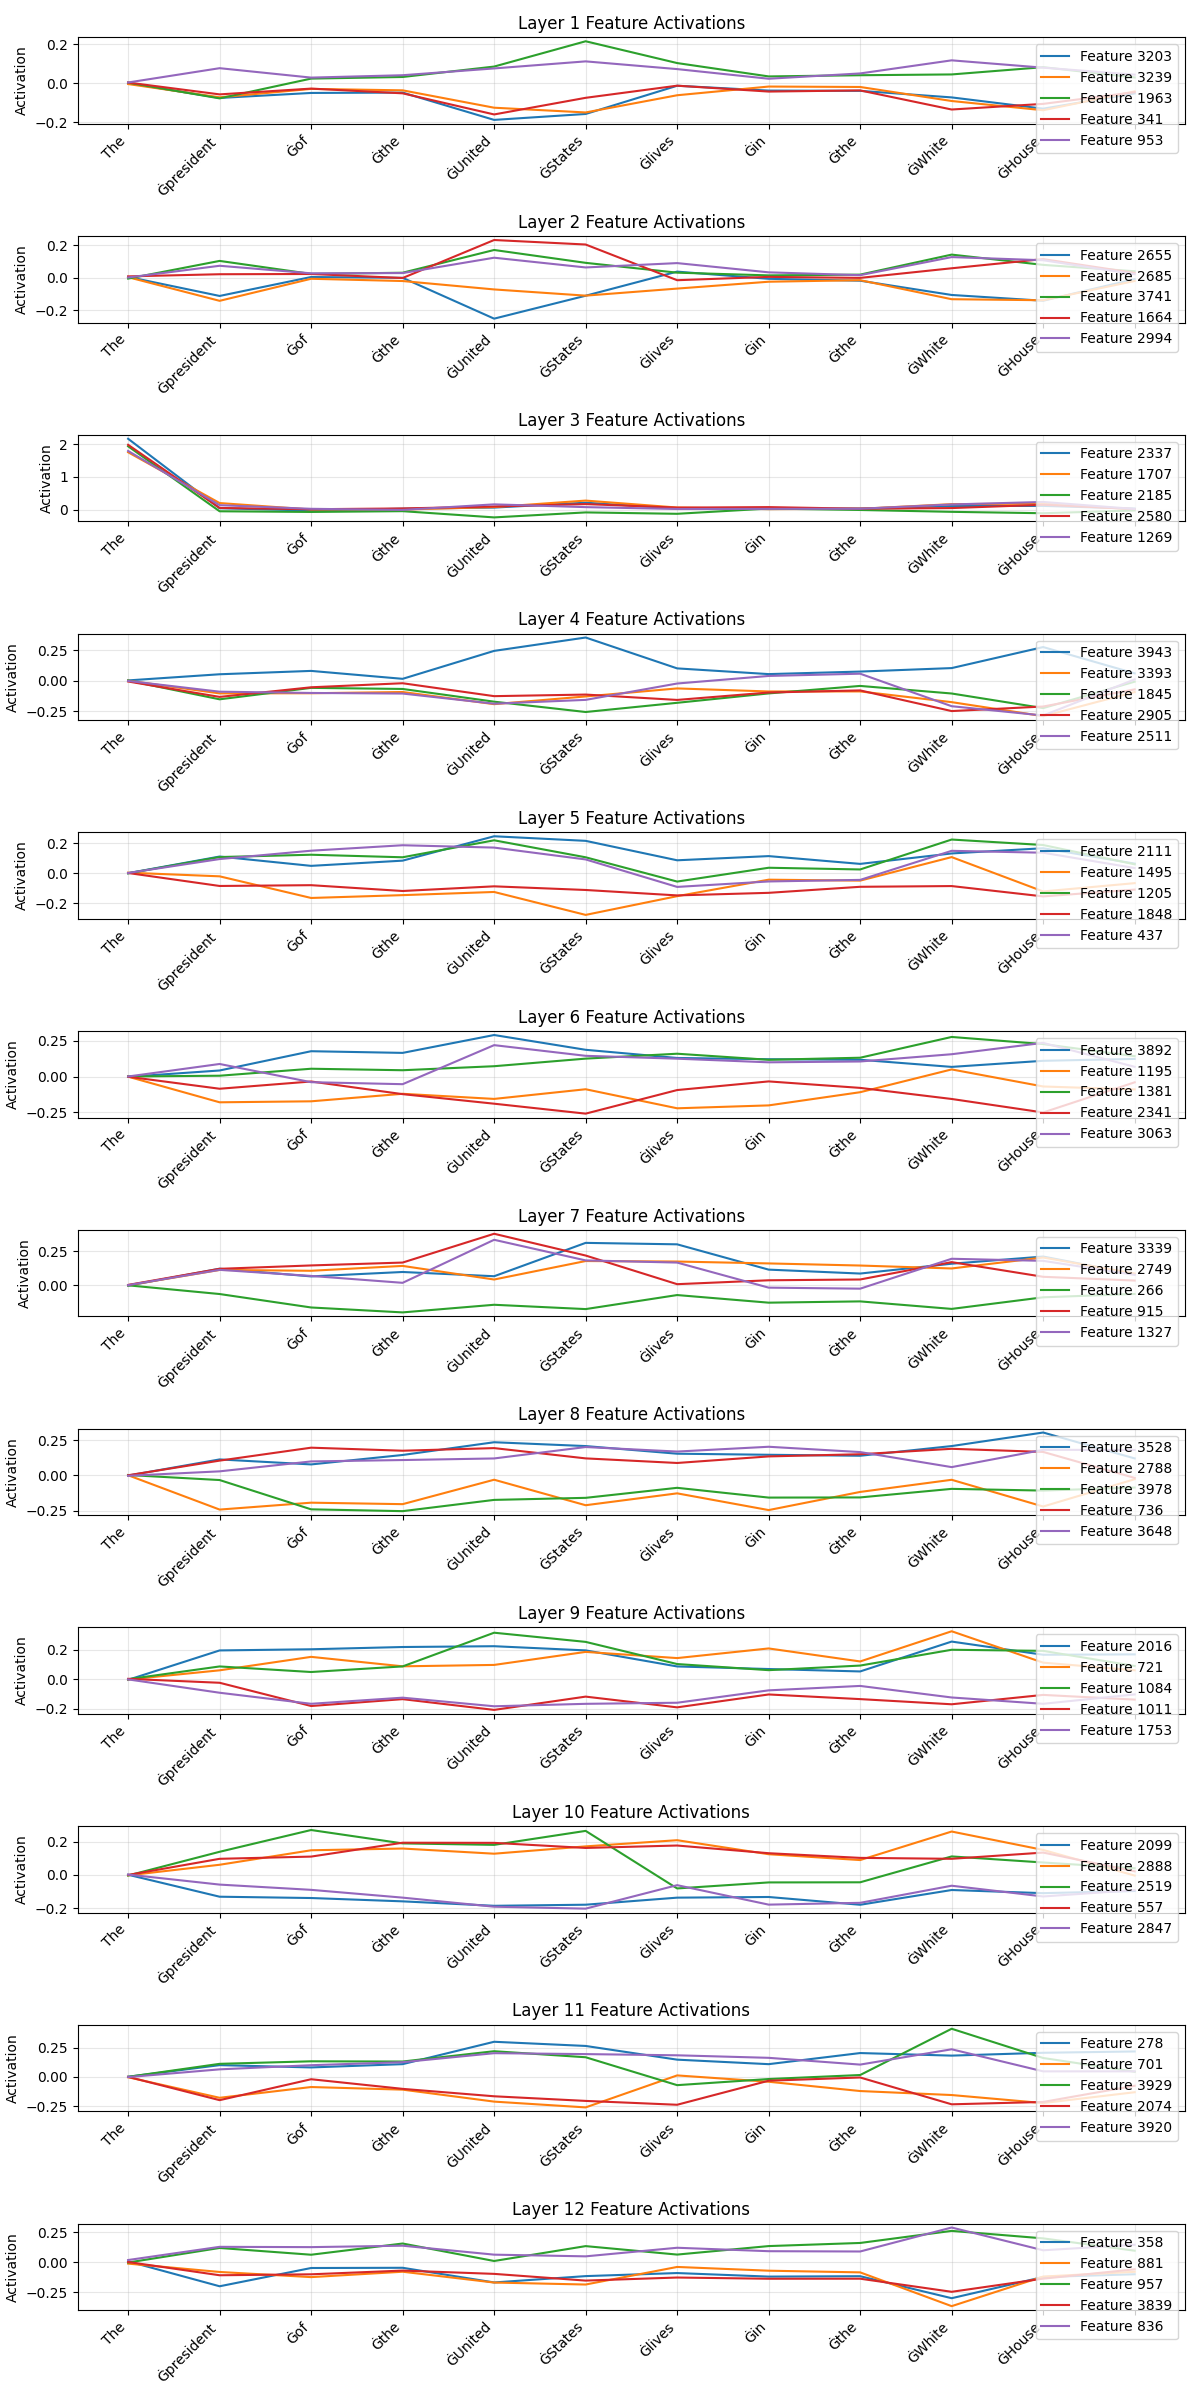 Layer 1 Feature Activations
Activation
0.2
0.0
−0.2
Feature 3203
Feature 3239
Feature 1963
Feature 341
Feature 953
The
Ġpresident
Ġof
Ġthe
ĠUnited
ĠStates
Ġlives
Ġin
Ġthe
ĠWhite
ĠHouse
Layer 2 Feature Activations
Activation
0.2
0.0
−0.2
Feature 2655
Feature 2685
Feature 3741
Feature 1664
Feature 2994
The
Ġpresident
Ġof
Ġthe
ĠUnited
ĠStates
Ġlives
Ġin
Ġthe
ĠWhite
ĠHouse
Layer 3 Feature Activations
Activation
2
1
0
Feature 2337
Feature 1707
Feature 2185
Feature 2580
Feature 1269
The
Ġpresident
Ġof
Ġthe
ĠUnited
ĠStates
Ġlives
Ġin
Ġthe
ĠWhite
ĠHouse
Layer 4 Feature Activations
Activation
0.25
0.00
−0.25
Feature 3943
Feature 3393
Feature 1845
Feature 2905
Feature 2511
The
Ġpresident
Ġof
Ġthe
ĠUnited
ĠStates
Ġlives
Ġin
Ġthe
ĠWhite
ĠHouse
Layer 5 Feature Activations
Activation
0.2
0.0
−0.2
Feature 2111
Feature 1495
Feature 1205
Feature 1848
Feature 437
The
Ġpresident
Ġof
Ġthe
ĠUnited
ĠStates
Ġlives
Ġin
Ġthe
ĠWhite
ĠHouse
Layer 6 Feature Activations
Activation
0.25
0.00
−0.25
Feature 3892
Feature 1195
Feature 1381
Feature 2341
Feature 3063
The
Ġpresident
Ġof
Ġthe
ĠUnited
ĠStates
Ġlives
Ġin
Ġthe
ĠWhite
ĠHouse
Layer 7 Feature Activations
Activation
0.25
0.00
Feature 3339
Feature 2749
Feature 266
Feature 915
Feature 1327
The
Ġpresident
Ġof
Ġthe
ĠUnited
ĠStates
Ġlives
Ġin
Ġthe
ĠWhite
ĠHouse
Layer 8 Feature Activations
Activation
0.25
0.00
−0.25
Feature 3528
Feature 2788
Feature 3978
Feature 736
Feature 3648
The
Ġpresident
Ġof
Ġthe
ĠUnited
ĠStates
Ġlives
Ġin
Ġthe
ĠWhite
ĠHouse
Layer 9 Feature Activations
Activation
0.2
0.0
−0.2
Feature 2016
Feature 721
Feature 1084
Feature 1011
Feature 1753
The
Ġpresident
Ġof
Ġthe
ĠUnited
ĠStates
Ġlives
Ġin
Ġthe
ĠWhite
ĠHouse
Layer 10 Feature Activations
Activation
0.2
0.0
−0.2
Feature 2099
Feature 2888
Feature 2519
Feature 557
Feature 2847
The
Ġpresident
Ġof
Ġthe
ĠUnited
ĠStates
Ġlives
Ġin
Ġthe
ĠWhite
ĠHouse
Layer 11 Feature Activations
Activation
0.25
0.00
−0.25
Feature 278
Feature 701
Feature 3929
Feature 2074
Feature 3920
The
Ġpresident
Ġof
Ġthe
ĠUnited
ĠStates
Ġlives
Ġin
Ġthe
ĠWhite
ĠHouse
Layer 12 Feature Activations
Activation
0.25
0.00
−0.25
Feature 358
Feature 881
Feature 957
Feature 3839
Feature 836
The
Ġpresident
Ġof
Ġthe
ĠUnited
ĠStates
Ġlives
Ġin
Ġthe
ĠWhite
ĠHouse